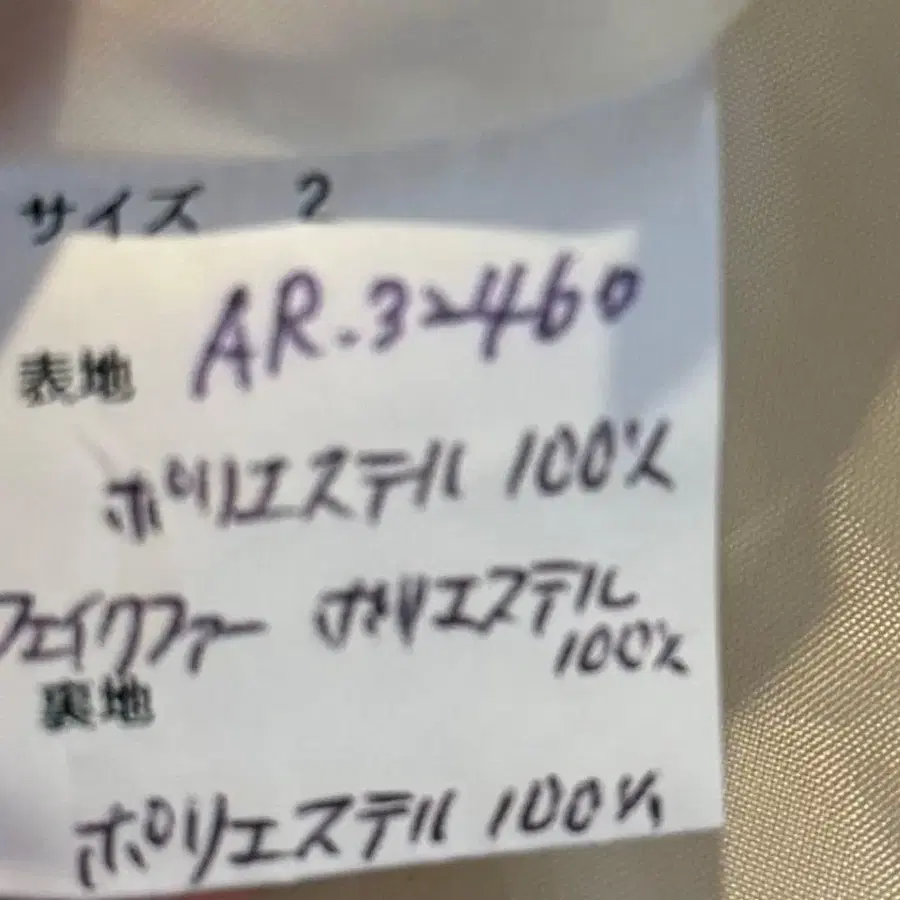 サイズ 2
AR.32460
表地
ポリエステル 100%
フェイクファー ポリエステル
100%
裏地
ポリエステル 100%